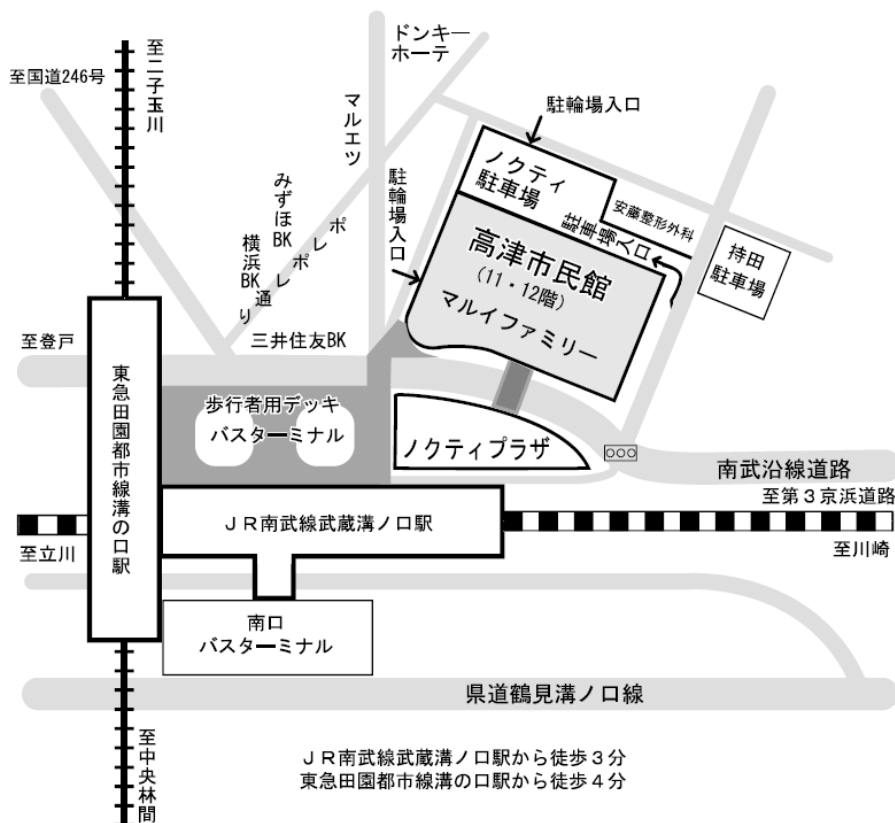 ドンキー
ホーテ
至国道246号
至二子玉川
マルエツ
駐輪場入口
みずほBK
横浜BK
ポレポレ通り
駐輪場入口
ノクティ
駐車場
安藤整形外科
駐車場入口
持田
駐車場
高津市民館
(11・12階)
マルイファミリー
至登戸
三井住友BK
歩行者用デッキ
バスターミナル
ノクティプラザ
東急田園都市線溝の口駅
南武沿線道路
至第3京浜道路
JR南武線武蔵溝ノ口駅
至立川
至川崎
南口
バスターミナル
県道鶴見溝ノ口線
至中央林間
JR南武線武蔵溝ノ口駅から徒歩3分
東急田園都市線溝の口駅から徒歩4分